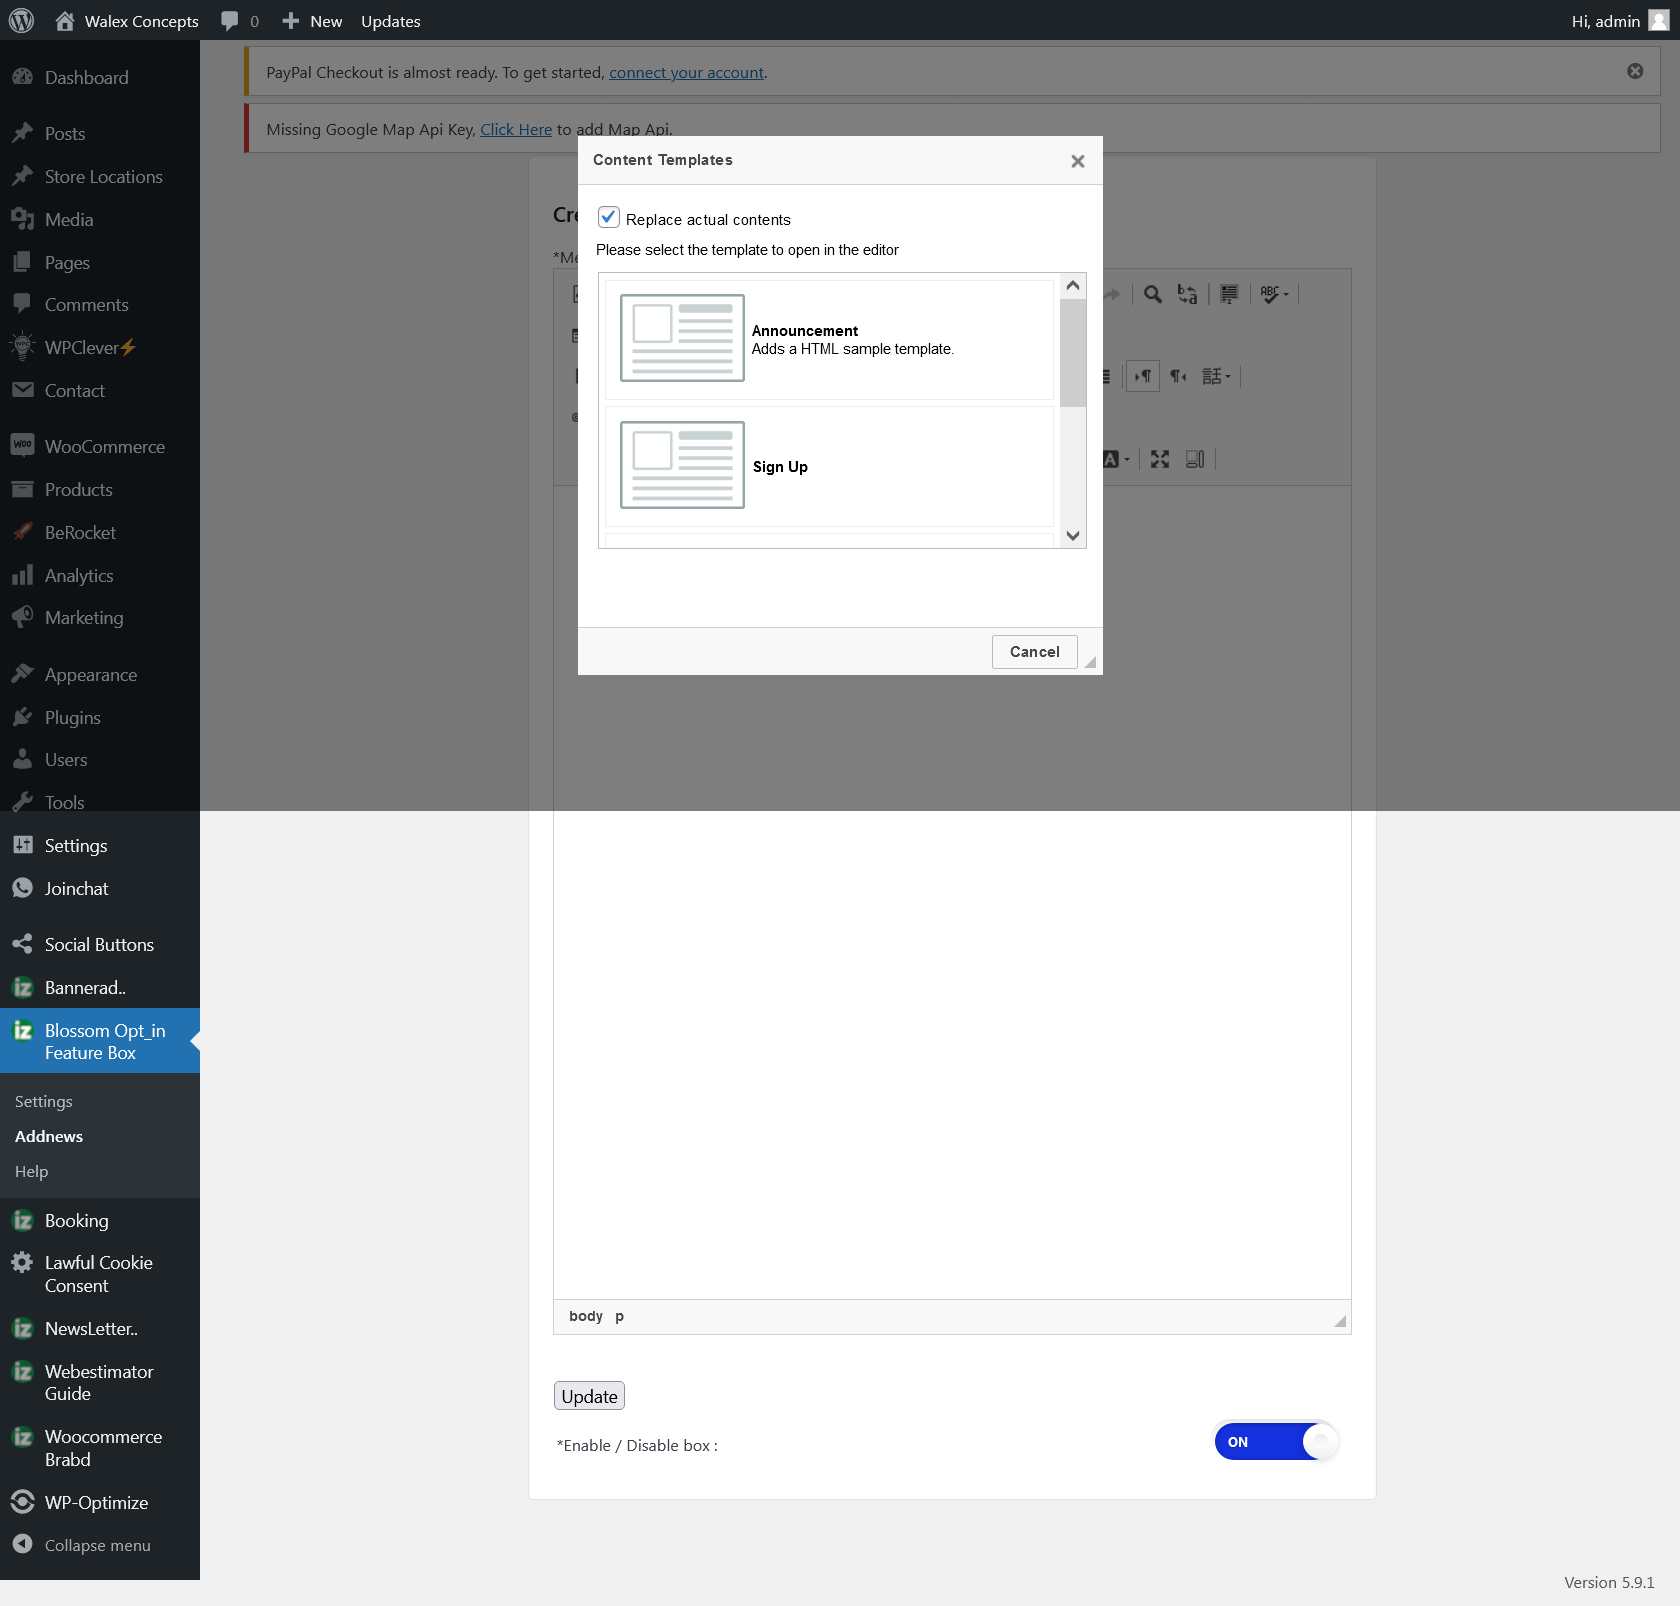 Walex Concepts
0
New
Updates
Hi, admin
Dashboard
Posts
Store Locations
Media
Pages
Comments
WPClever⚡
Contact
WooCommerce
Products
BeRocket
Analytics
Marketing
Appearance
Plugins
Users
Tools
Settings
Joinchat
Social Buttons
Bannerad..
Blossom Opt_in
Feature Box
Settings
Addnews
Help
Booking
Lawful Cookie
Consent
NewsLetter..
Webestimator
Guide
Woocommerce
Brabd
WP-Optimize
Collapse menu
PayPal Checkout is almost ready. To get started, connect your account.
Missing Google Map Api Key, Click Here to add Map Api.
Content Templates
Replace actual contents
Please select the template to open in the editor
Announcement
Adds a HTML sample template.
Sign Up
Cancel
body p
Update
*Enable / Disable box :
ON
Version 5.9.1